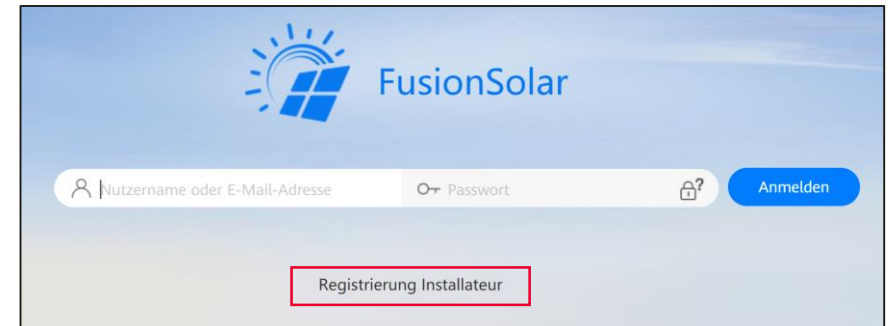 FusionSolar
Nutzername oder E-Mail-Adresse Passwort ? Anmelden
Registrierung Installateur